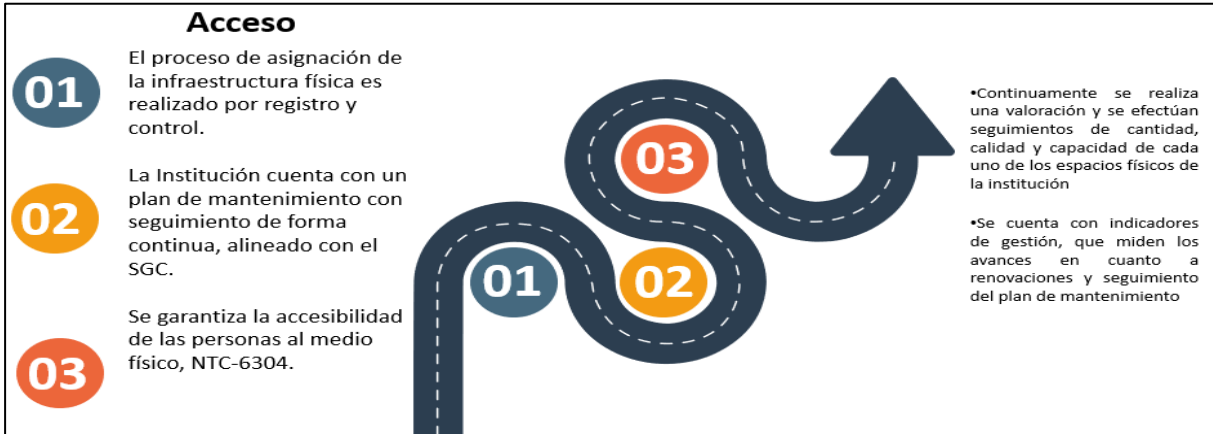 Acceso
01
El proceso de asignación de
la infraestructura física es
realizado por registro y
control.
02
La Institución cuenta con un
plan de mantenimiento con
seguimiento de forma
continua, alineado con el
SGC.
03
Se garantiza la accesibilidad
de las personas al medio
físico, NTC-6304.
01
02
03
•Continuamente se realiza
una valoración y se efectúan
seguimientos de cantidad,
calidad y capacidad de cada
uno de los espacios físicos de
la institución
•Se cuenta con indicadores
de gestión, que miden los
avances en cuanto a
renovaciones y seguimiento
del plan de mantenimiento